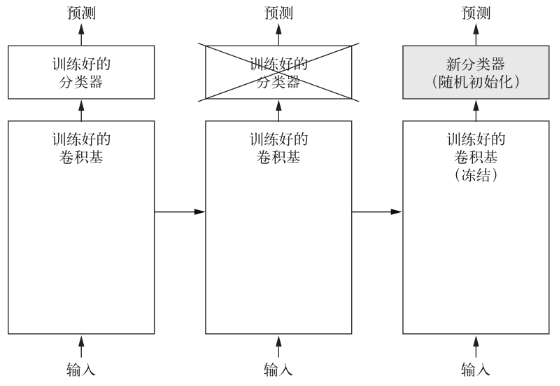 预测
训练好的
分类器
训练好的
卷积基
输入
预测
训练好的
分类器
训练好的
卷积基
输入
预测
新分类器
（随机初始化）
训练好的
卷积基
（冻结）
输入